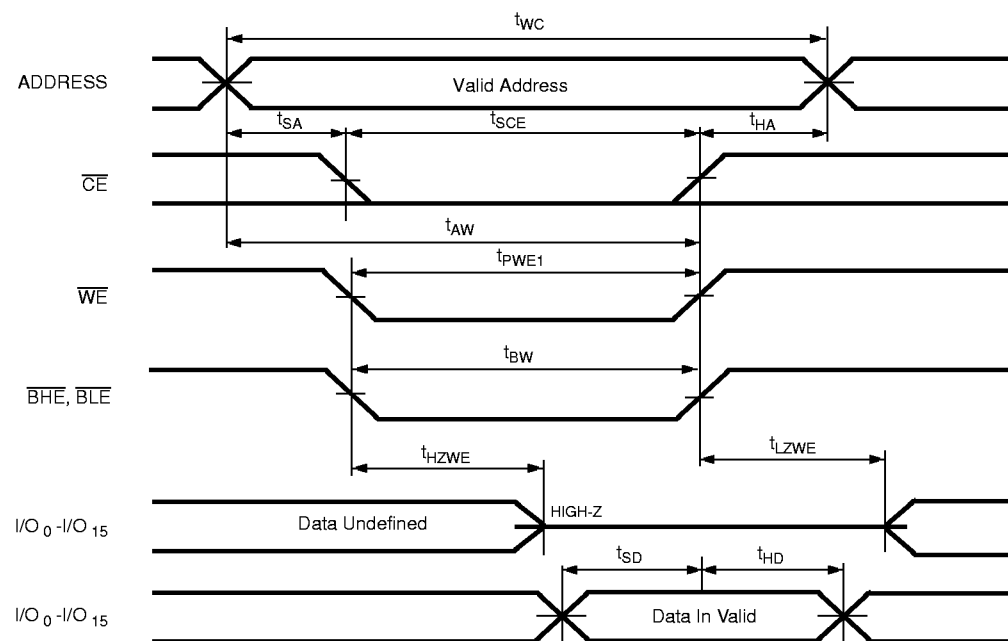 tWC
ADDRESS
Valid Address
tSA
tSCE
tHA
CE
tAW
tPWE1
WE
tBW
BHE, BLE
tHZWE
tLZWE
I/O 0 -I/O 15
Data Undefined
HIGH-Z
tSD
tHD
I/O 0 -I/O 15
Data In Valid